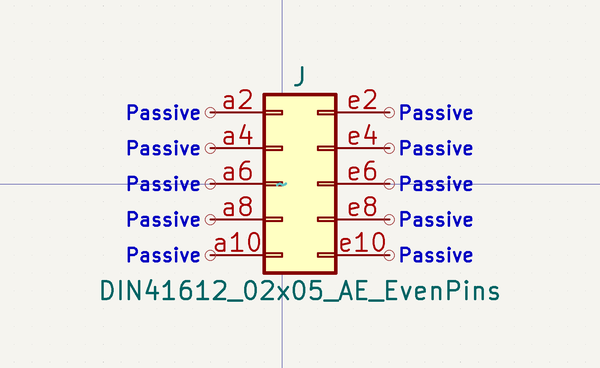 J
Passive a2 e2 Passive
Passive a4 e4 Passive
Passive a6 e6 Passive
Passive a8 e8 Passive
Passive a10 e10 Passive
DIN41612_02x05_AE_EvenPins